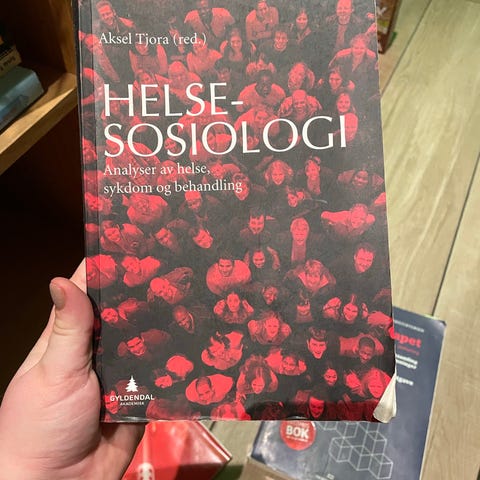 Aksel Tjora (red.)
HELSE-
SOSIOLOGI
Analyser av helse,
sykdom og behandling
GYLDENDAL
AKADEMISK
BOK